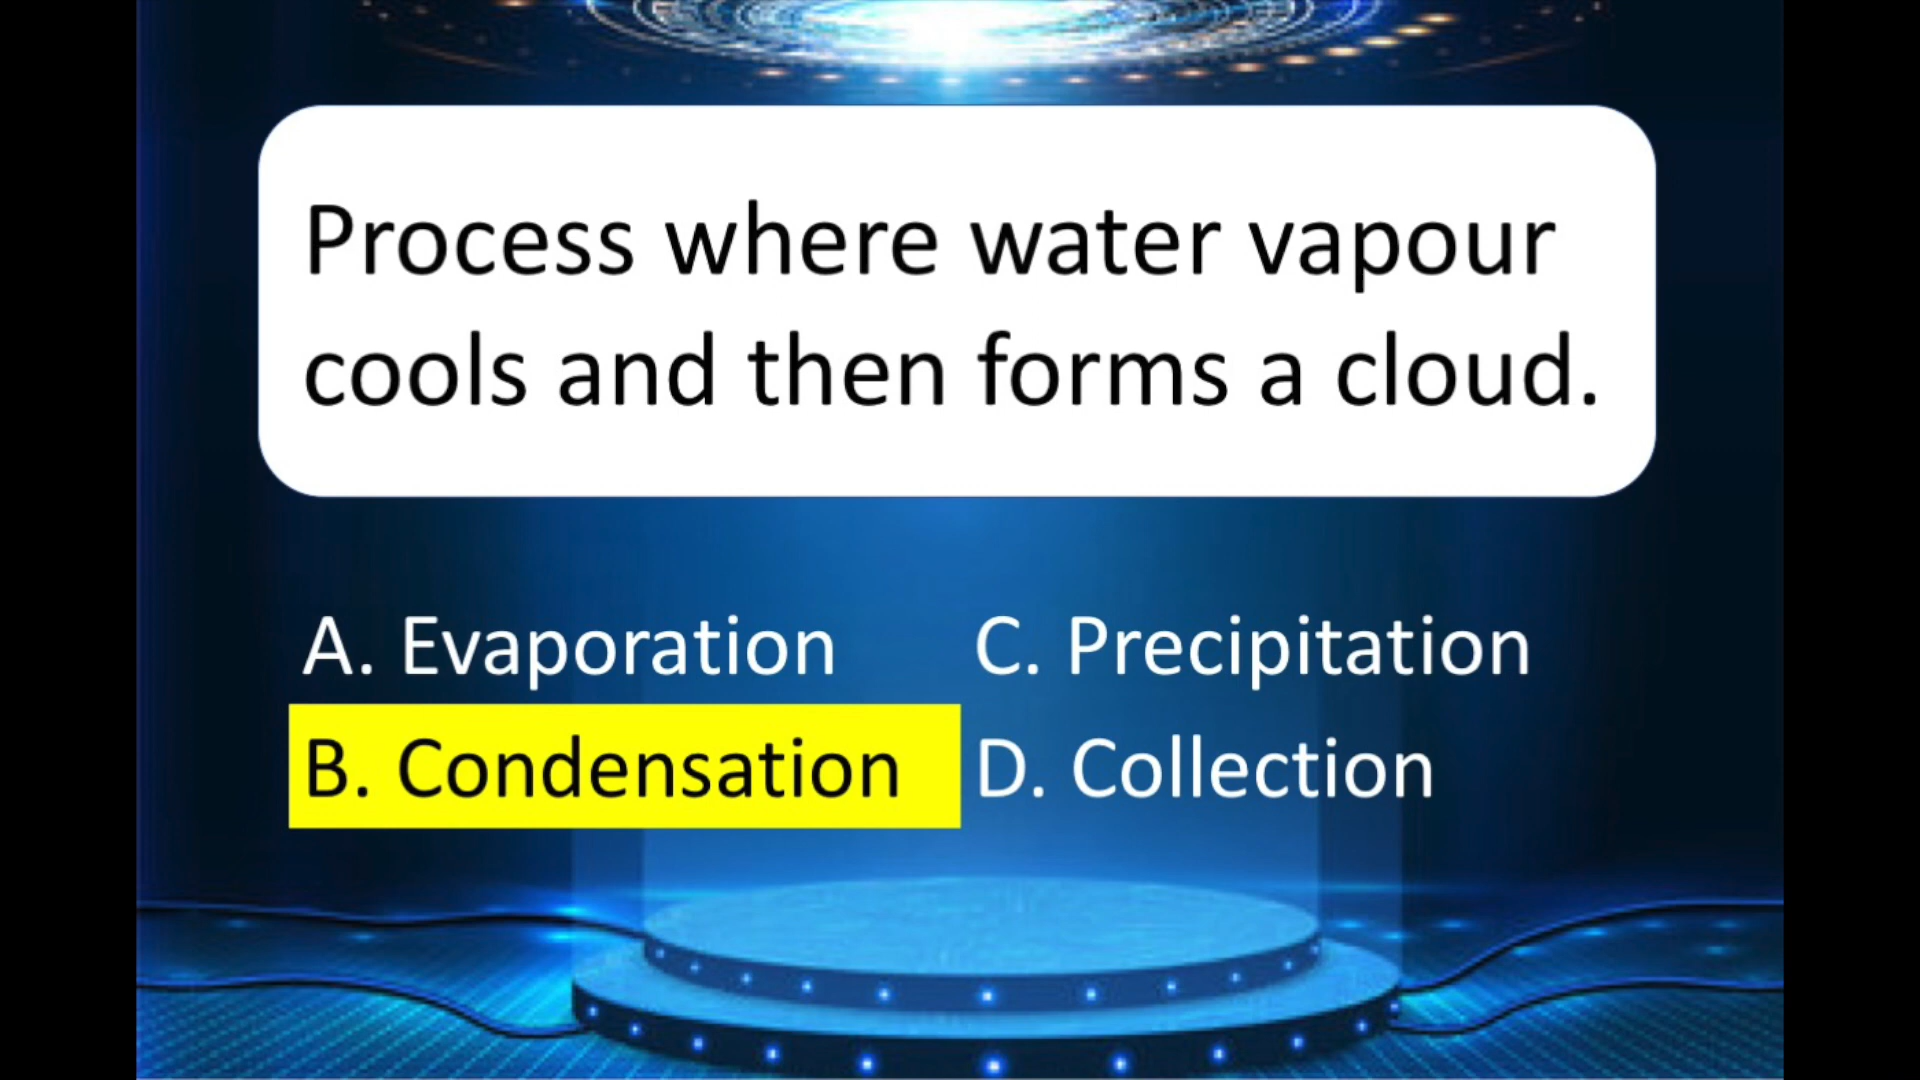 Process where water vapour
cools and then forms a cloud.
A. Evaporation
B. Condensation
C. Precipitation
D. Collection